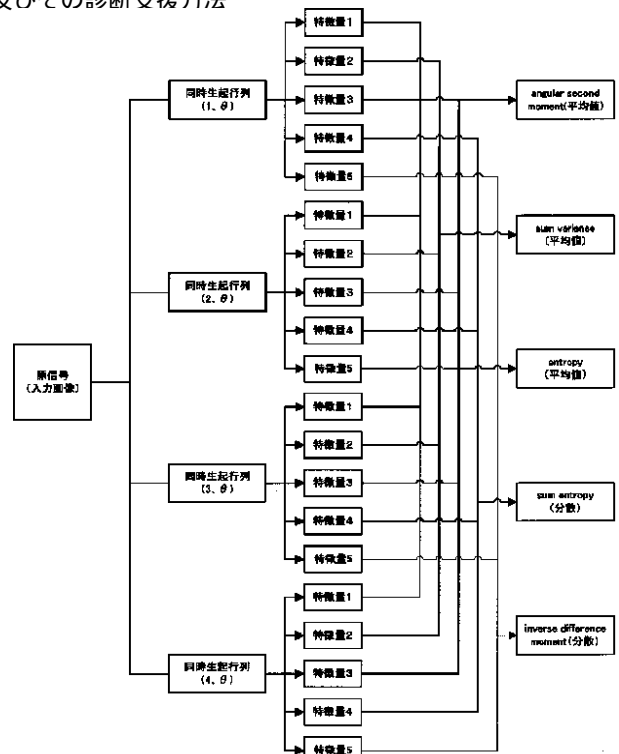 及びその診断支援方法
原信号
(入力画像)
同時生起行列
(1、θ)
特徴量1
特徴量2
特徴量3
特徴量4
特徴量5
同時生起行列
(2、θ)
特徴量1
特徴量2
特徴量3
特徴量4
特徴量5
同時生起行列
(3、θ)
特徴量1
特徴量2
特徴量3
特徴量4
特徴量5
同時生起行列
(4、θ)
特徴量1
特徴量2
特徴量3
特徴量4
特徴量5
angular second
moment(平均値)
sum variance
(平均値)
entropy
(平均値)
sum entropy
(分散)
inverse difference
moment(分散)